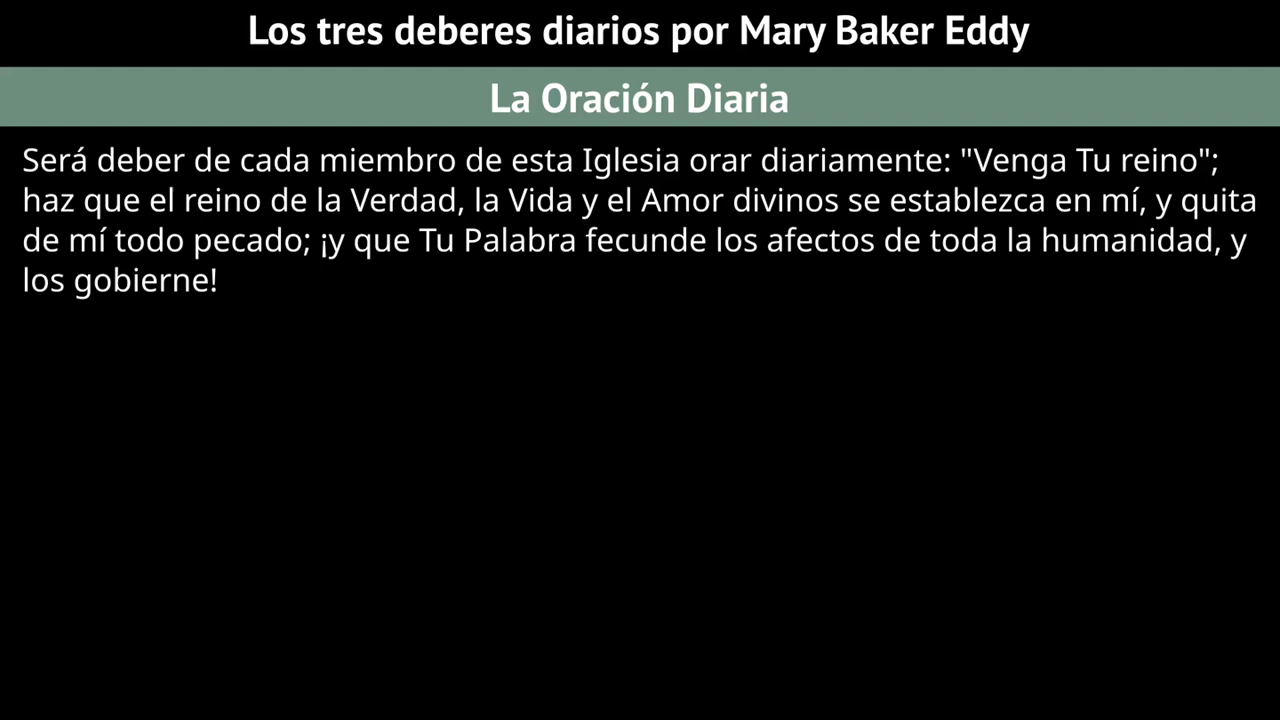 Los tres deberes diarios por Mary Baker Eddy
La Oración Diaria
Será deber de cada miembro de esta Iglesia orar diariamente: "Venga Tu reino";
haz que el reino de la Verdad, la Vida y el Amor divinos se establezca en mí, y quita
de mí todo pecado; ¡y que Tu Palabra fecunde los afectos de toda la humanidad, y
los gobierne!